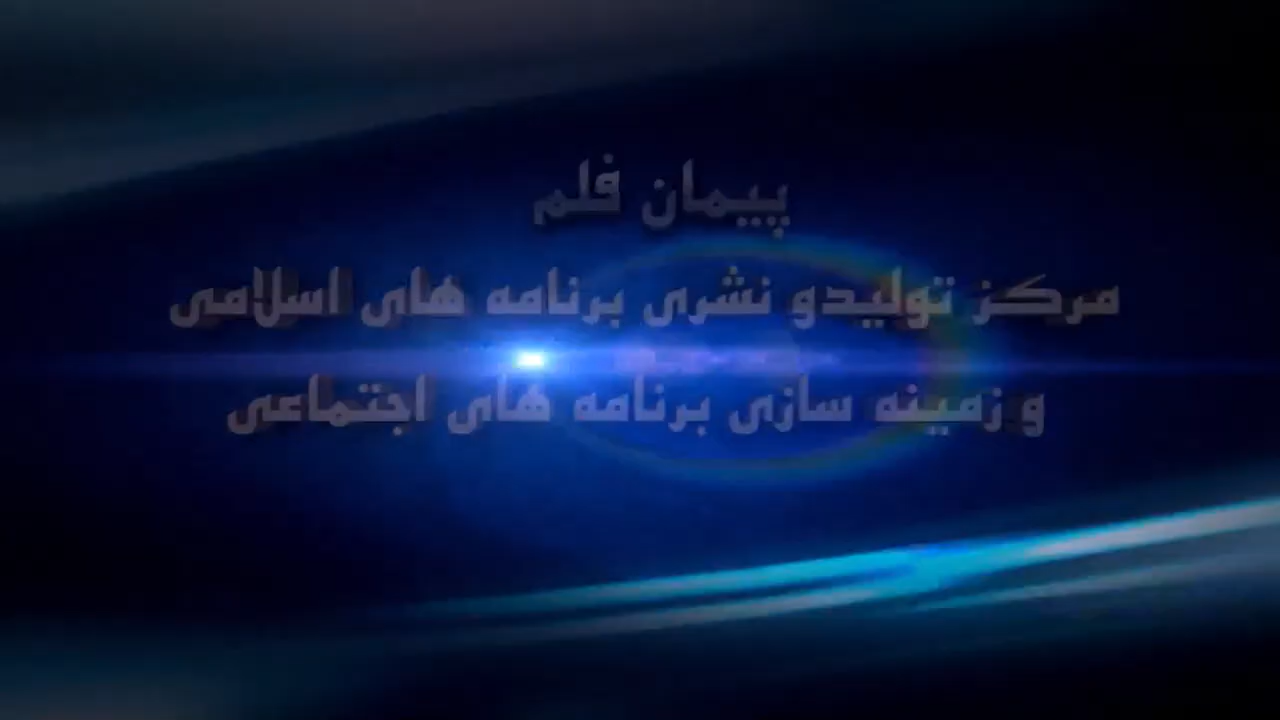 پیمان فلم
مرکز تولیدو نشری برنامه های اسلامی
و زمینه سازی برنامه های اجتماعی